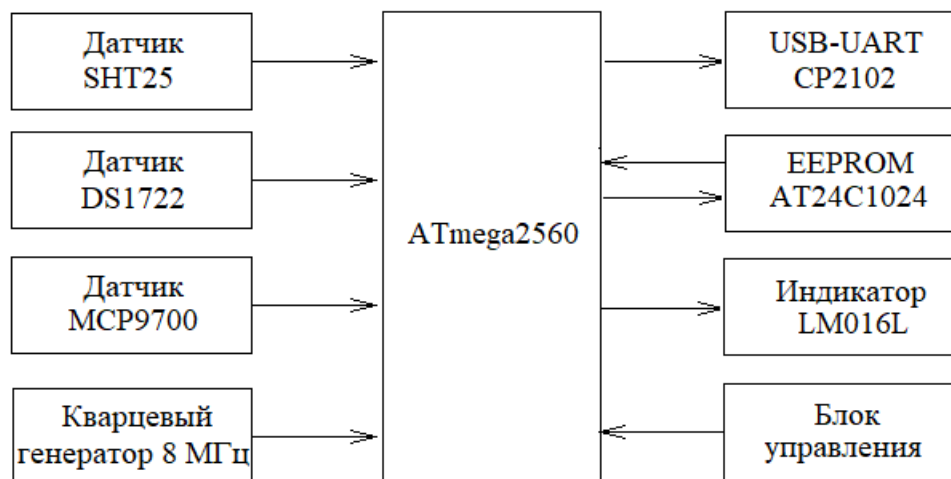 Датчик
SHT25
Датчик
DS1722
Датчик
MCP9700
Кварцевый
генератор 8 МГц
ATmega2560
USB-UART
CP2102
EEPROM
AT24C1024
Индикатор
LM016L
Блок
управления